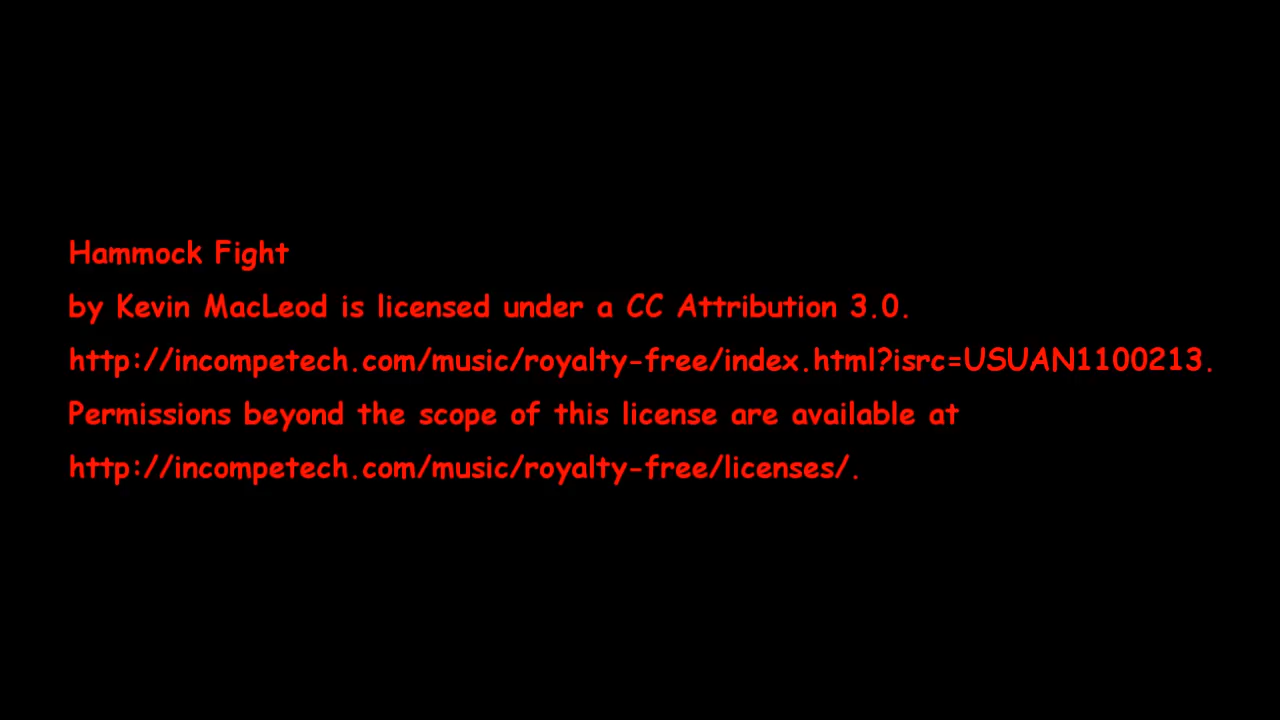 Hammock Fight
by Kevin MacLeod is licensed under a CC Attribution 3.0.
http://incompetech.com/music/royalty-free/index.html?isrc=USUAN1100213.
Permissions beyond the scope of this license are available at
http://incompetech.com/music/royalty-free/licenses/.